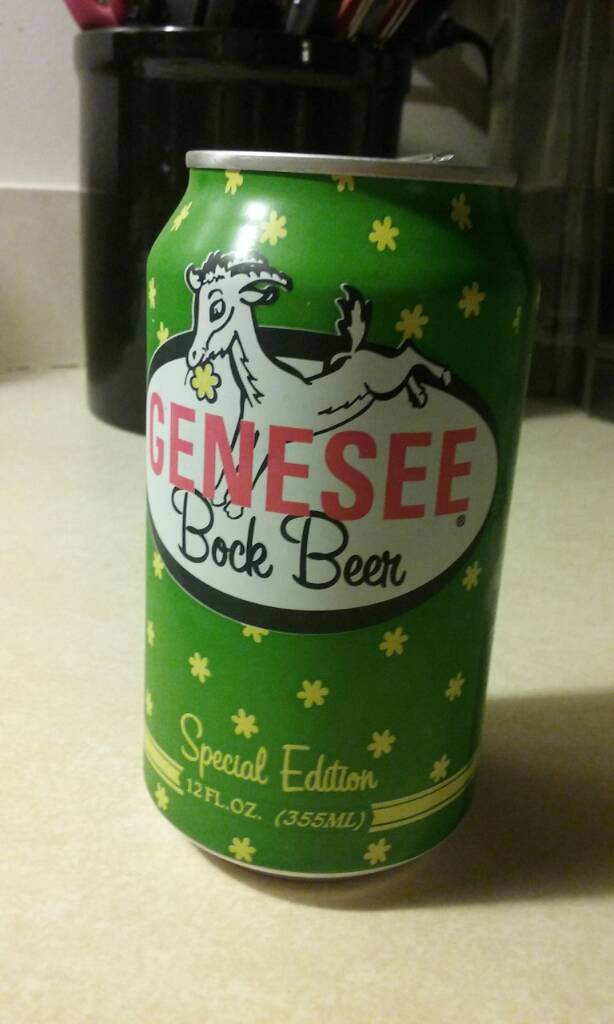 GENESEE®
Bock Beer
Special Edition
12 FL. OZ. (355ML)